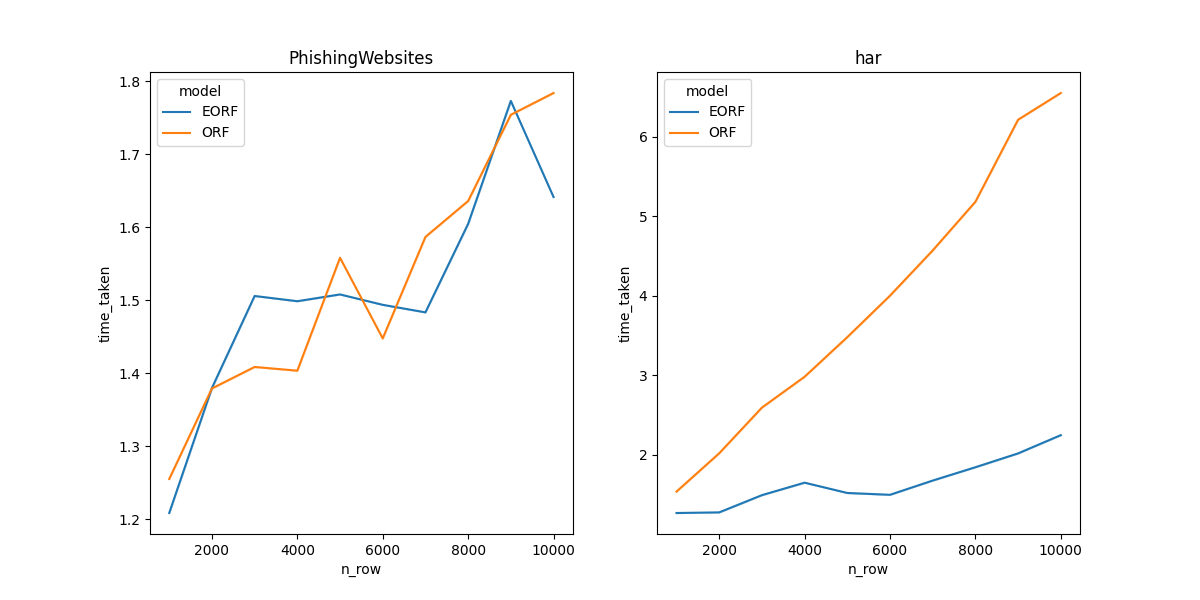 PhishingWebsites
model
EORF
ORF
1.8
1.7
1.6
1.5
1.4
1.3
1.2
time_taken
2000 4000 6000 8000 10000
n_row
har
model
EORF
ORF
6
5
4
3
2
time_taken
2000 4000 6000 8000 10000
n_row